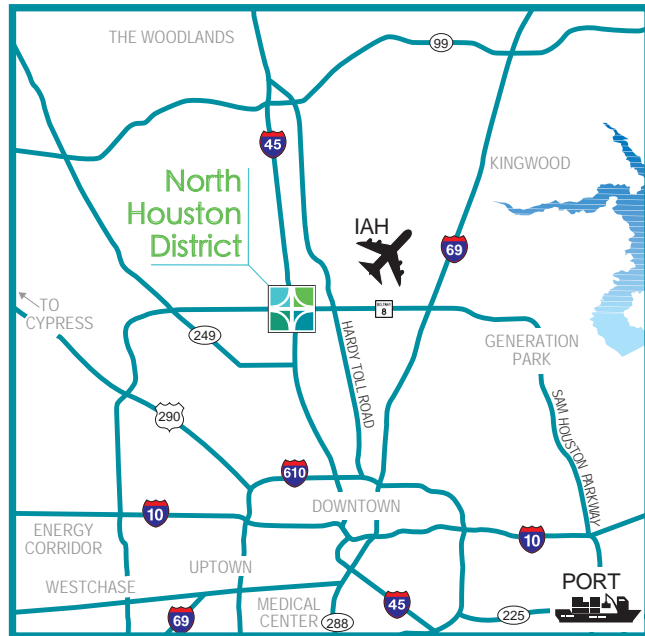 THE WOODLANDS
99
45
KINGWOOD
North
Houston
District
IAH
69
TO
CYPRESS
BELTWAY
8
249
HARDY TOLL ROAD
GENERATION
PARK
290
SAM HOUSTON PARKWAY
610
DOWNTOWN
10
10
ENERGY
CORRIDOR
UPTOWN
WESTCHASE
PORT
MEDICAL
CENTER
69
288
45
225